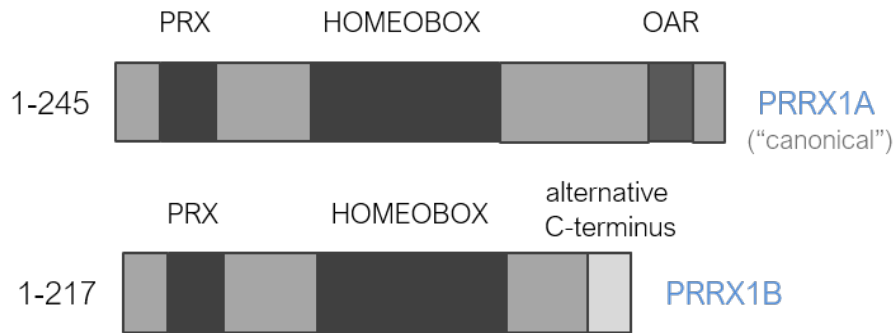 PRX HOMEOBOX OAR
1-245 PRRX1A
("canonical")
alternative
PRX HOMEOBOX C-terminus
1-217 PRRX1B